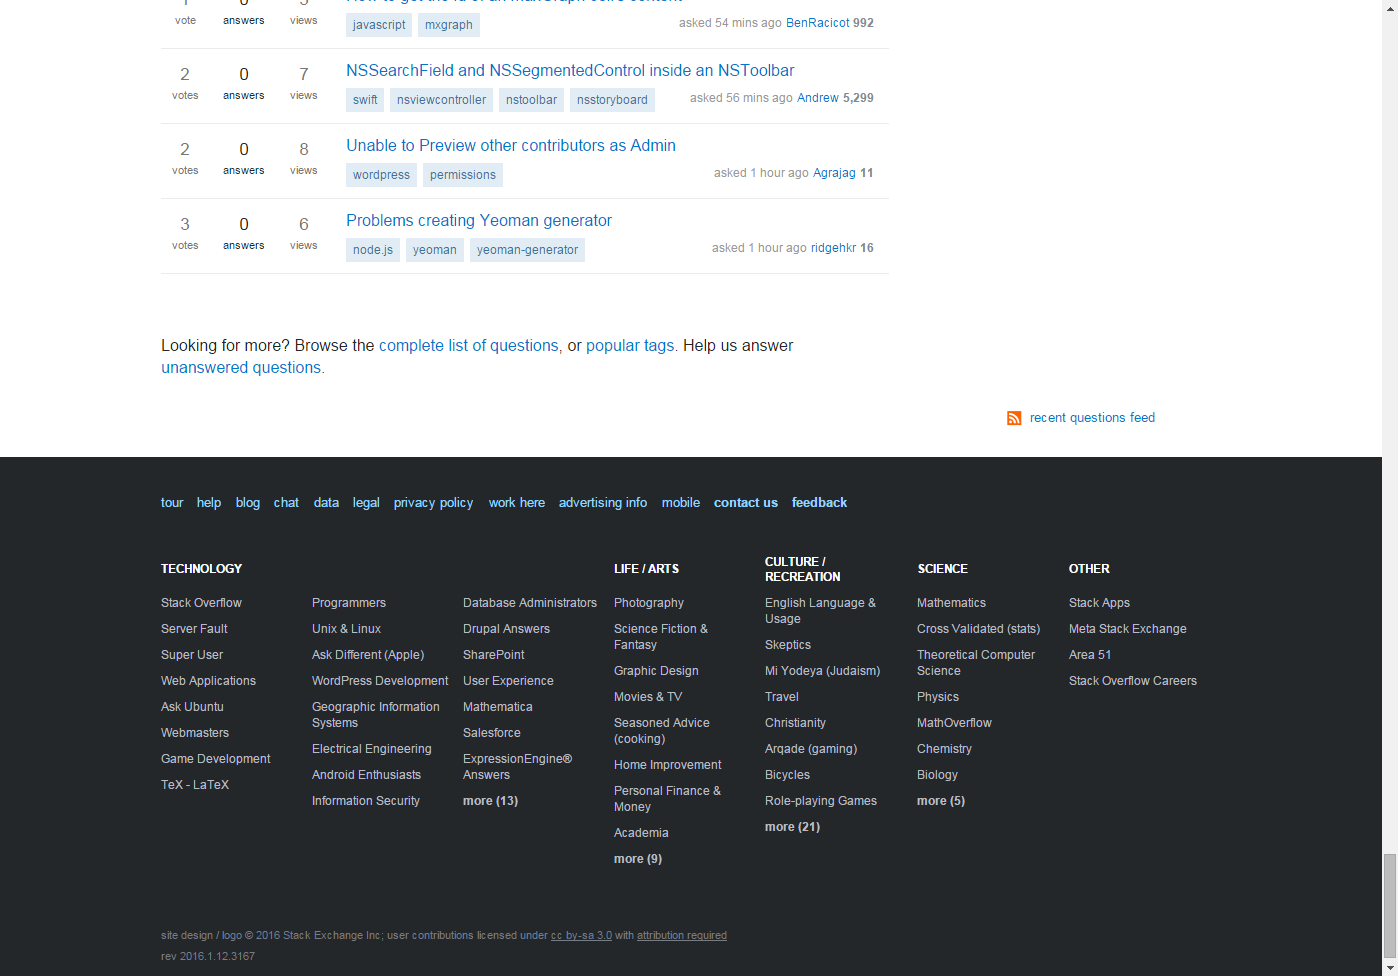 1 0 5
vote answers views
javascript mxgraph asked 54 mins ago BenRacicot 992
2 0 7 NSSearchField and NSSegmentedControl inside an NSToolbar
votes answers views swift nsviewcontroller nstoolbar nsstoryboard asked 56 mins ago Andrew 5,299
2 0 8 Unable to Preview other contributors as Admin
votes answers views wordpress permissions asked 1 hour ago Agrajag 11
3 0 6 Problems creating Yeoman generator
votes answers views node.js yeoman yeoman-generator asked 1 hour ago ridgehkr 16
Looking for more? Browse the complete list of questions, or popular tags. Help us answer
unanswered questions.
recent questions feed
tour help blog chat data legal privacy policy work here advertising info mobile contact us feedback
TECHNOLOGY
Stack Overflow
Server Fault
Super User
Web Applications
Ask Ubuntu
Webmasters
Game Development
TeX - LaTeX
Programmers
Unix & Linux
Ask Different (Apple)
WordPress Development
Geographic Information
Systems
Electrical Engineering
Android Enthusiasts
Information Security
Database Administrators
Drupal Answers
SharePoint
User Experience
Mathematica
Salesforce
ExpressionEngine®
Answers
more (13)
LIFE / ARTS
Photography
Science Fiction &
Fantasy
Graphic Design
Movies & TV
Seasoned Advice
(cooking)
Home Improvement
Personal Finance &
Money
Academia
more (9)
CULTURE /
RECREATION
English Language &
Usage
Skeptics
Mi Yodeya (Judaism)
Travel
Christianity
Arqade (gaming)
Bicycles
Role-playing Games
more (21)
SCIENCE
Mathematics
Cross Validated (stats)
Theoretical Computer
Science
Physics
MathOverflow
Chemistry
Biology
more (5)
OTHER
Stack Apps
Meta Stack Exchange
Area 51
Stack Overflow Careers
site design / logo © 2016 Stack Exchange Inc; user contributions licensed under cc by-sa 3.0 with attribution required
rev 2016.1.12.3167